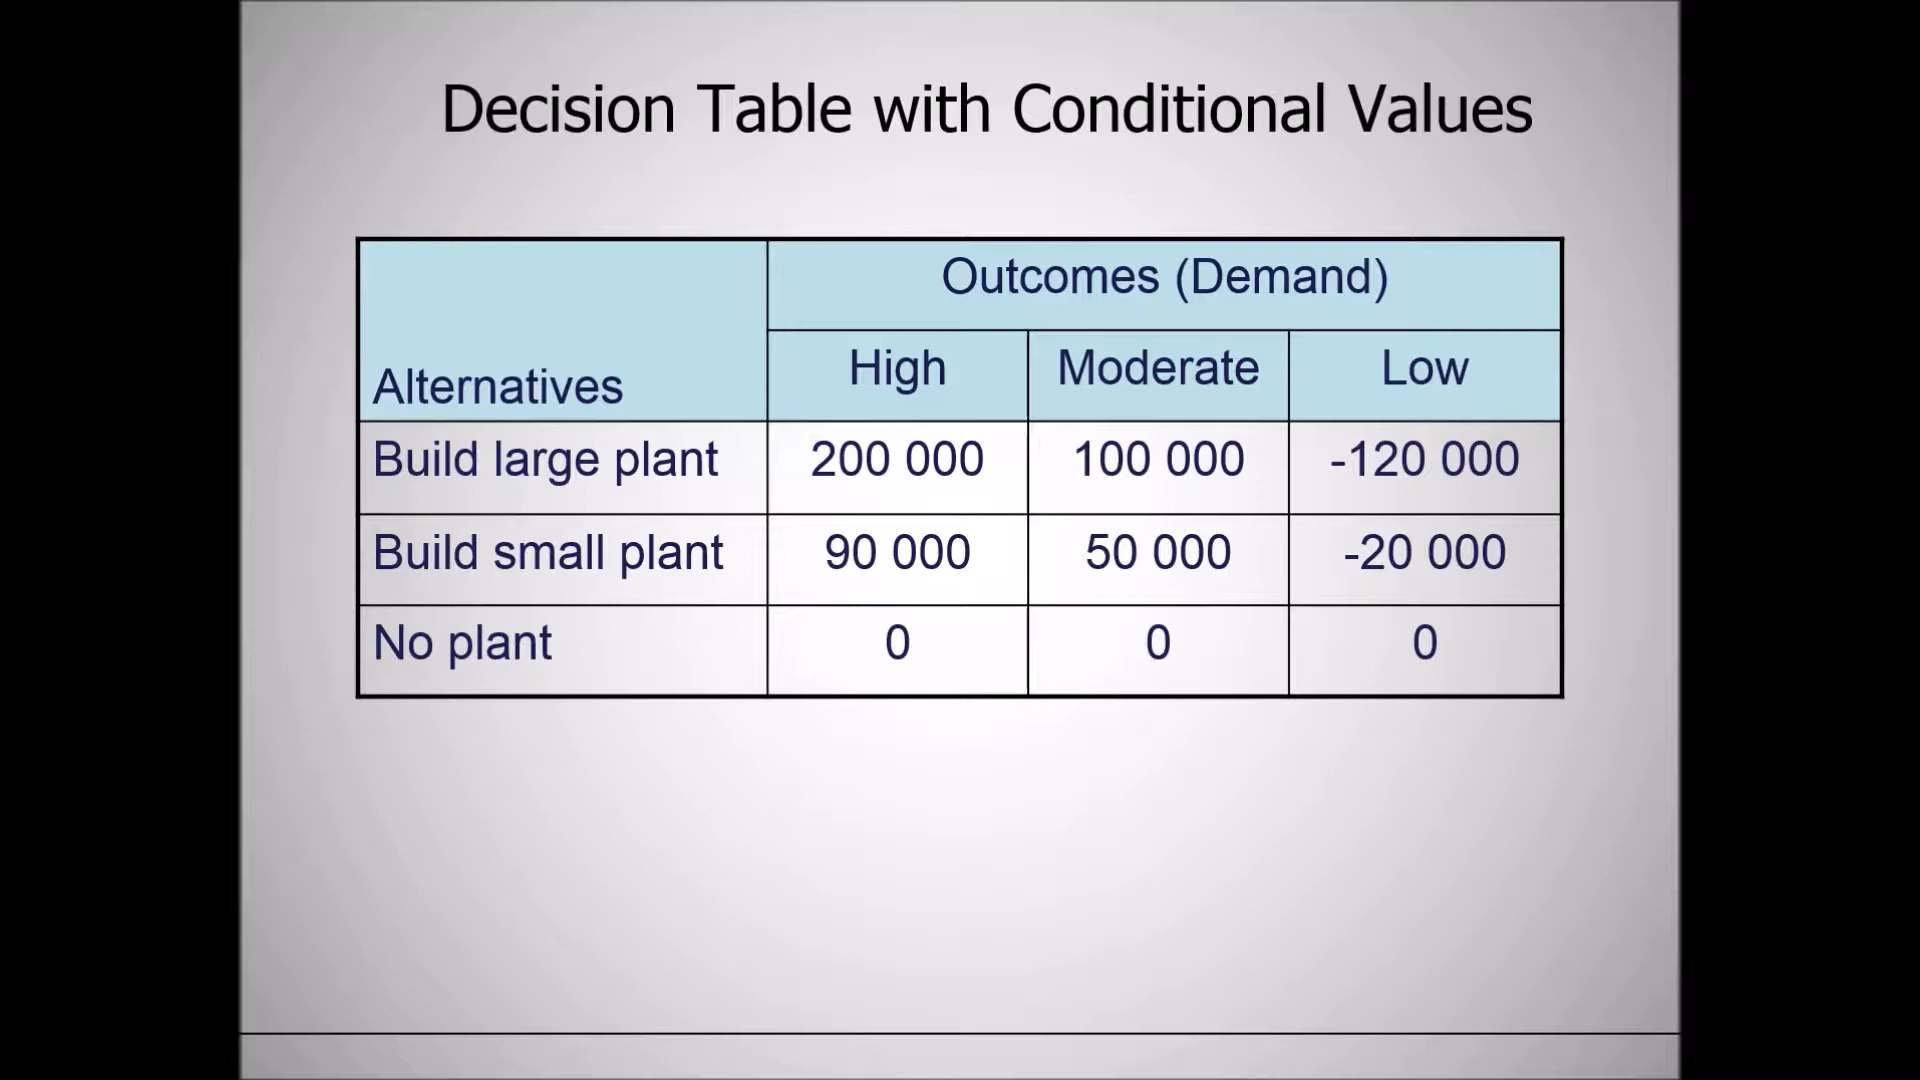 Decision Table with Conditional Values
Outcomes (Demand)
Alternatives
High Moderate Low
Build large plant 200 000 100 000 -120 000
Build small plant 90 000 50 000 -20 000
No plant 0 0 0